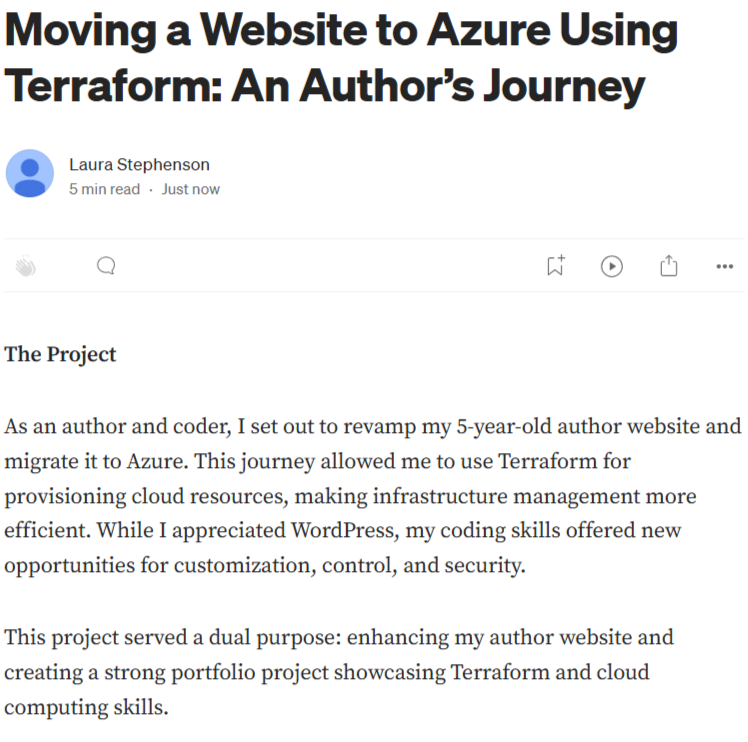 Moving a Website to Azure Using
Terraform: An Author’s Journey
Laura Stephenson
5 min read · Just now
The Project
As an author and coder, I set out to revamp my 5-year-old author website and
migrate it to Azure. This journey allowed me to use Terraform for
provisioning cloud resources, making infrastructure management more
efficient. While I appreciated WordPress, my coding skills offered new
opportunities for customization, control, and security.
This project served a dual purpose: enhancing my author website and
creating a strong portfolio project showcasing Terraform and cloud
computing skills.